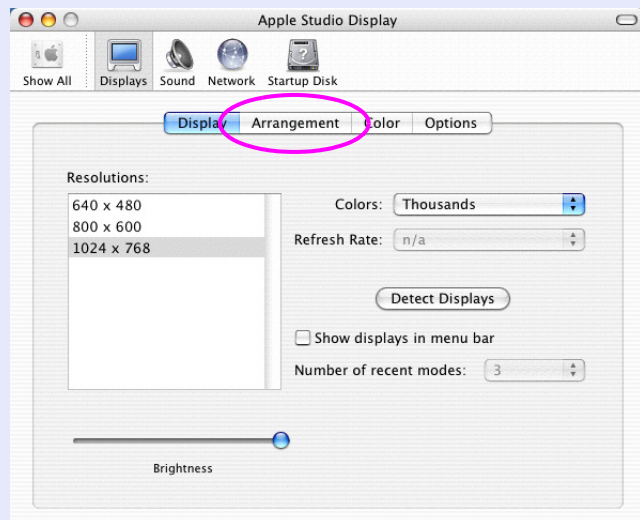 Apple Studio Display
Show All Displays Sound Network Startup Disk
Display Arrangement Color Options
Resolutions:
640 x 480
800 x 600
1024 x 768
Colors: Thousands
Refresh Rate: n/a
Detect Displays
Show displays in menu bar
Number of recent modes: 3
Brightness